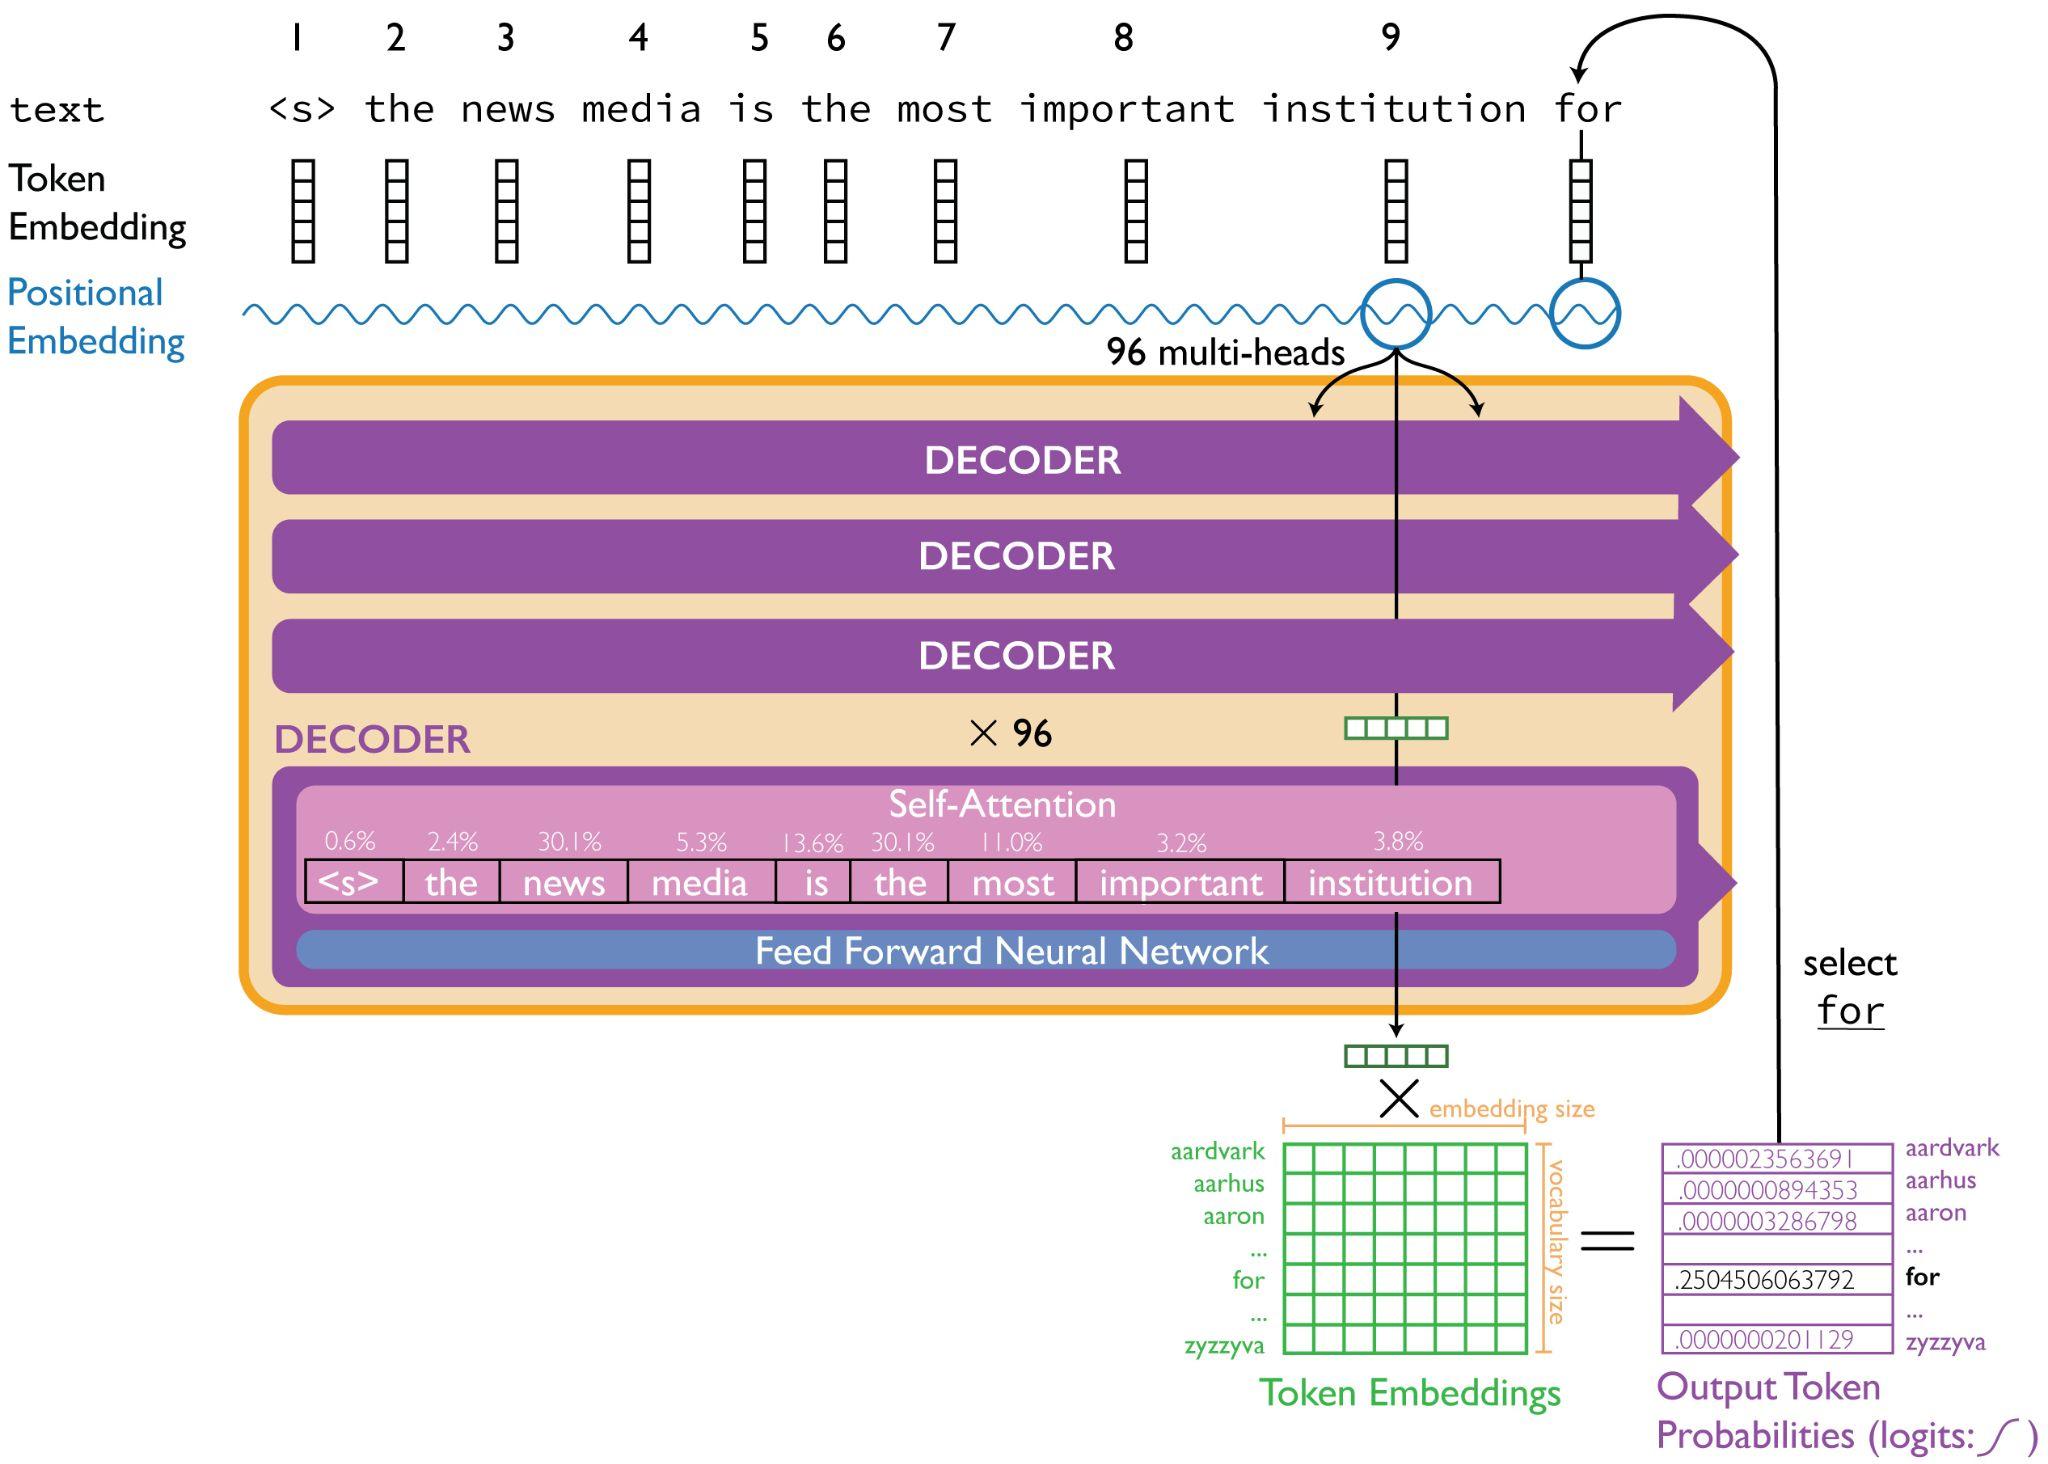 1 2 3 4 5 6 7 8 9
text <s> the news media is the most important institution for
Token
Embedding
Positional
Embedding
96 multi-heads
DECODER
DECODER
DECODER
DECODER × 96
Self-Attention
0.6% 2.4% 30.1% 5.3% 13.6% 30.1% 11.0% 3.2% 3.8%
<s> the news media is the most important institution
Feed Forward Neural Network
select
for
× embedding size
vocabulary size
aardvark
aarhus
aaron
...
for
...
zyzzyva
Token Embeddings
=
.0000023563691 aardvark
.0000000894353 aarhus
.0000003286798 aaron
...
.2504506063792 for
...
.0000000201129 zyzzyva
Output Token
Probabilities (logits: )